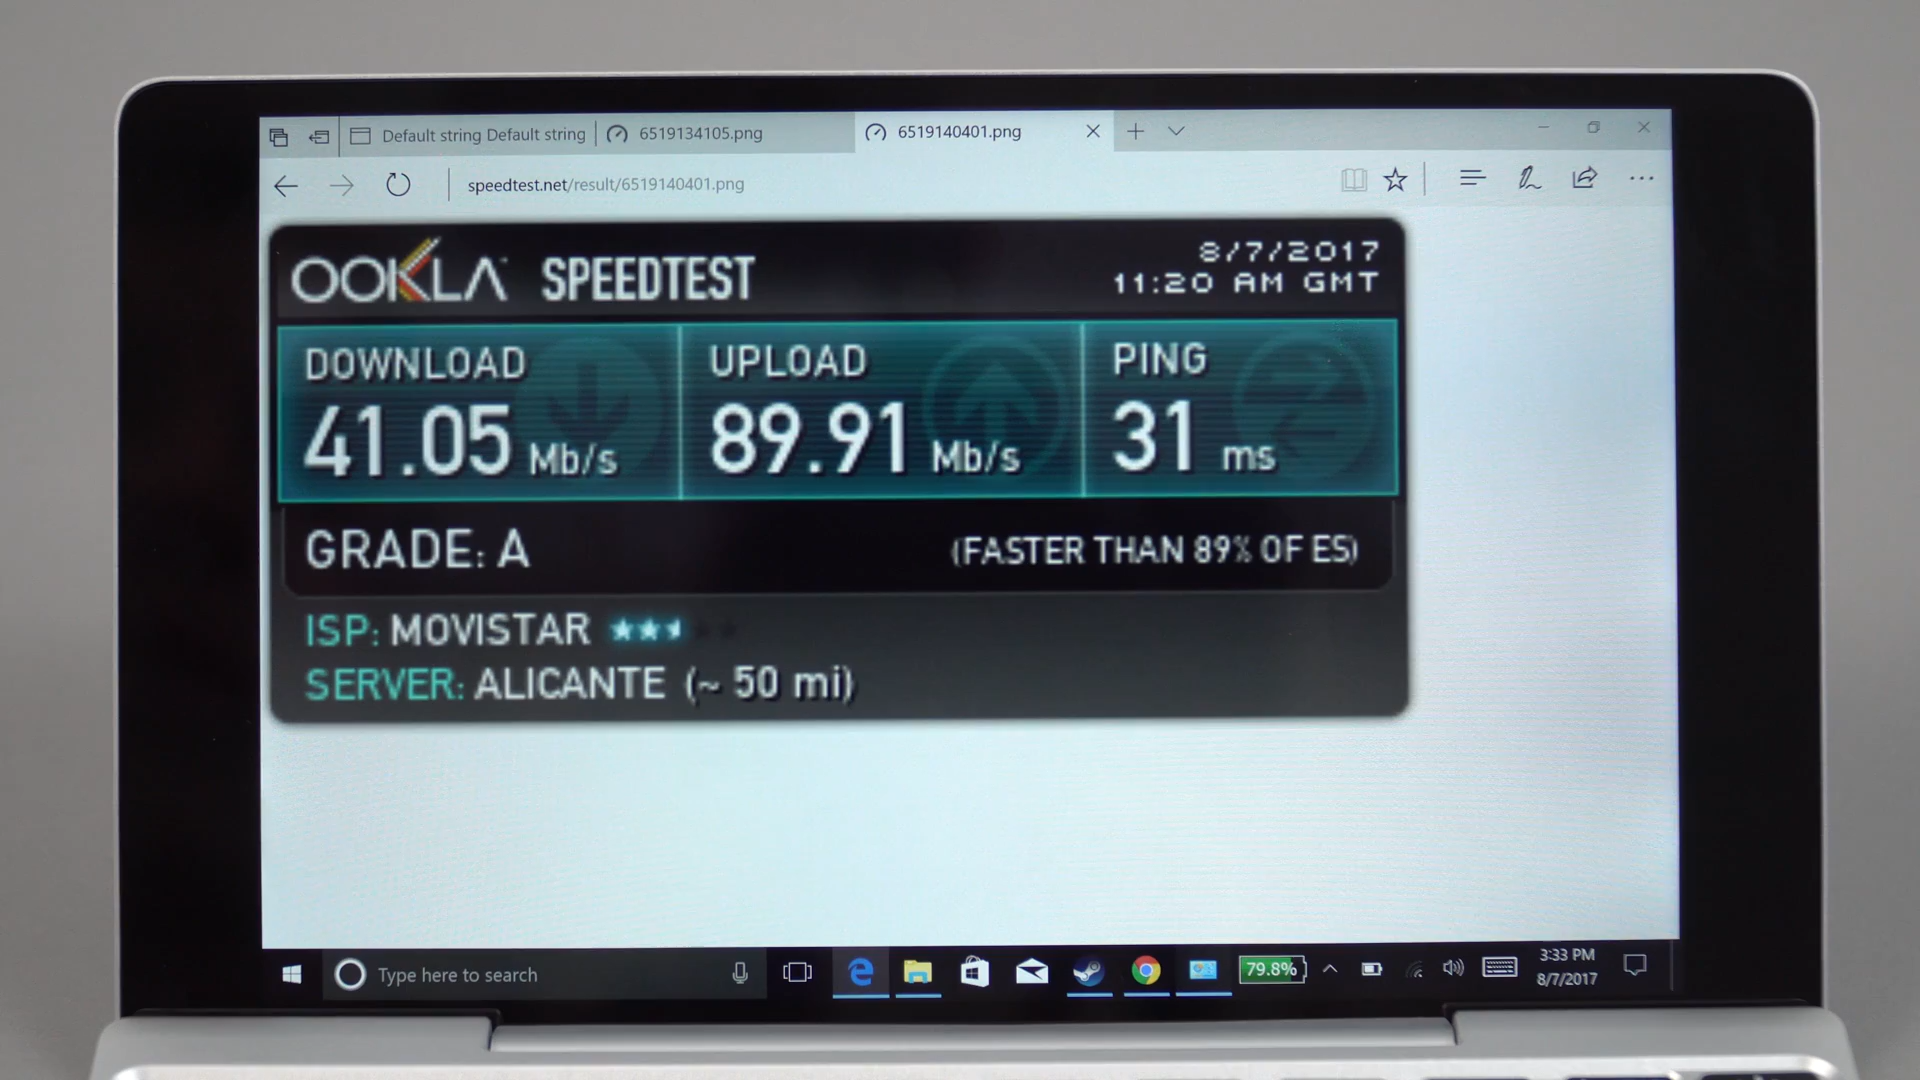 Default string Default string
6519134105.png
6519140401.png
speedtest.net/result/6519140401.png
OOKLA SPEEDTEST
8/7/2017
11:20 AM GMT
DOWNLOAD
41.05 Mb/s
UPLOAD
89.91 Mb/s
PING
31 ms
GRADE: A
(FASTER THAN 89% OF ES)
ISP: MOVISTAR
SERVER: ALICANTE (~ 50 mi)
Type here to search
79.8%
3:33 PM
8/7/2017